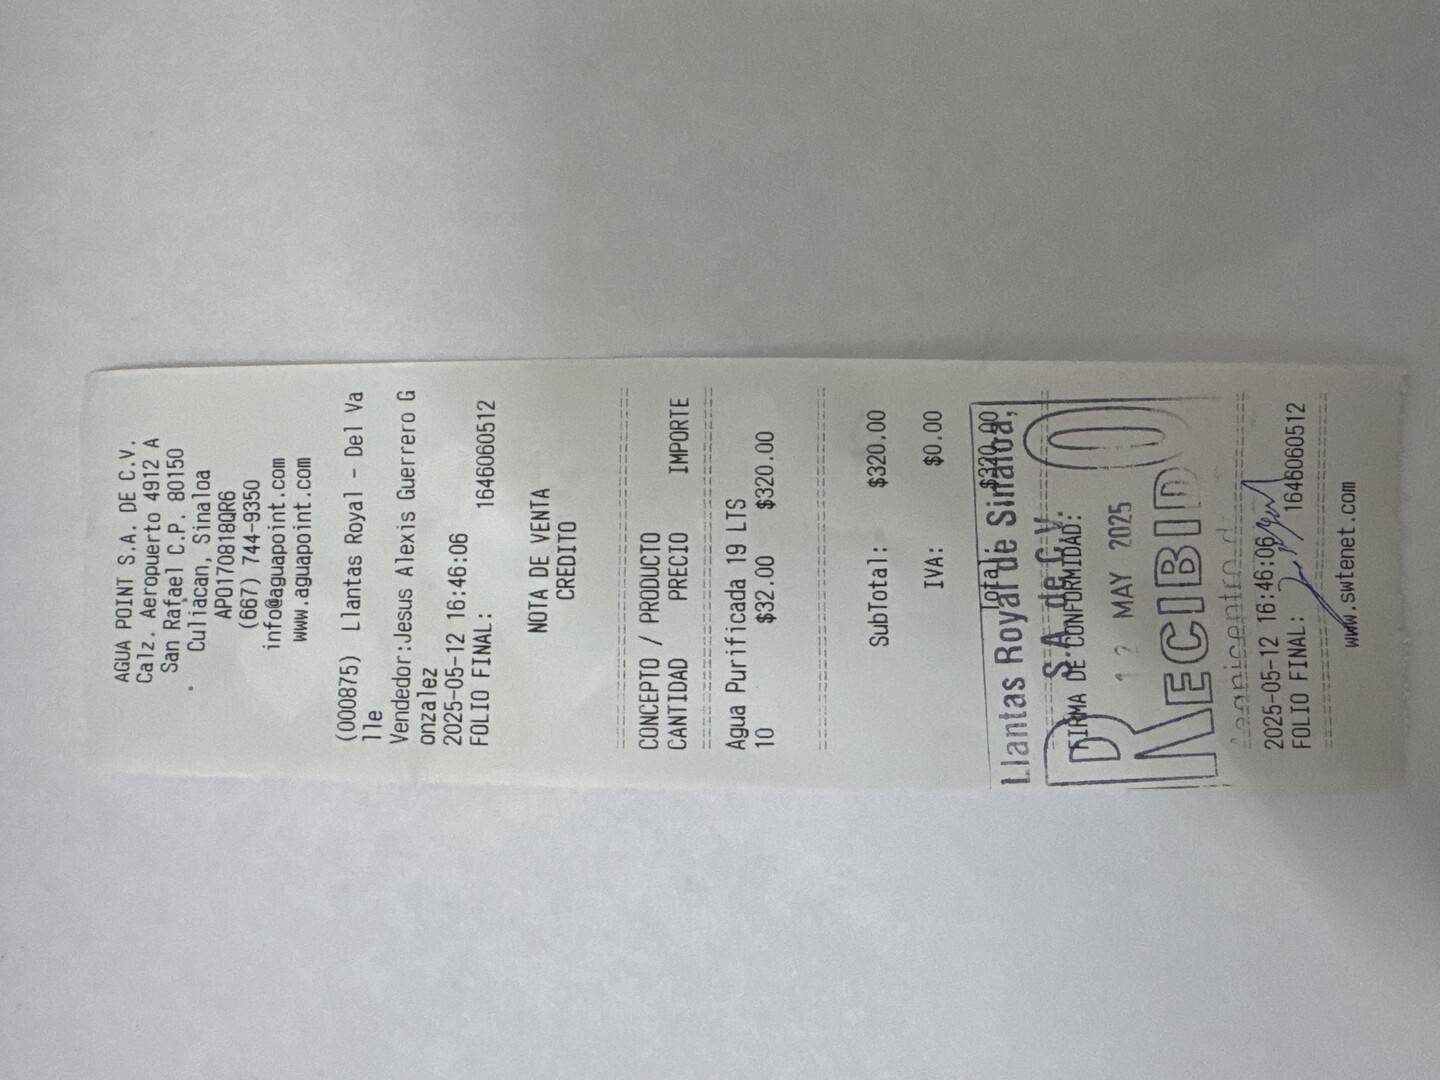 AGUA POINT S.A. DE C.V.
Calz. Aeropuerto 4912 A
San Rafael C.P. 80150
Culiacan, Sinaloa
APO170818QR6
(667) 744-9350
info@aguapoint.com
www.aguapoint.com
(000875) Llantas Royal - Del Va
lle
Vendedor:Jesus Alexis Guerrero G
onzalez
2025-05-12 16:46:06
FOLIO FINAL: 1646060512
NOTA DE VENTA
CREDITO
CONCEPTO / PRODUCTO
CANTIDAD PRECIO IMPORTE
Agua Purificada 19 LTS
10 $32.00 $320.00
SubTotal: $320.00
IVA: $0.00
Total: $320.00
Llantas Royal de Sinaloa,
S.A. de C.V.
FIRMA DE CONFORMIDAD:
12 MAY 2025
RECIBIDO
2025-05-12 16:46:06
FOLIO FINAL: 1646060512
www.swtenet.com